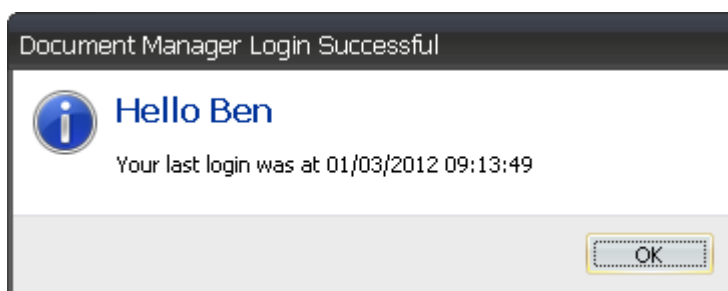 Document Manager Login Successful
Hello Ben
Your last login was at 01/03/2012 09:13:49
OK